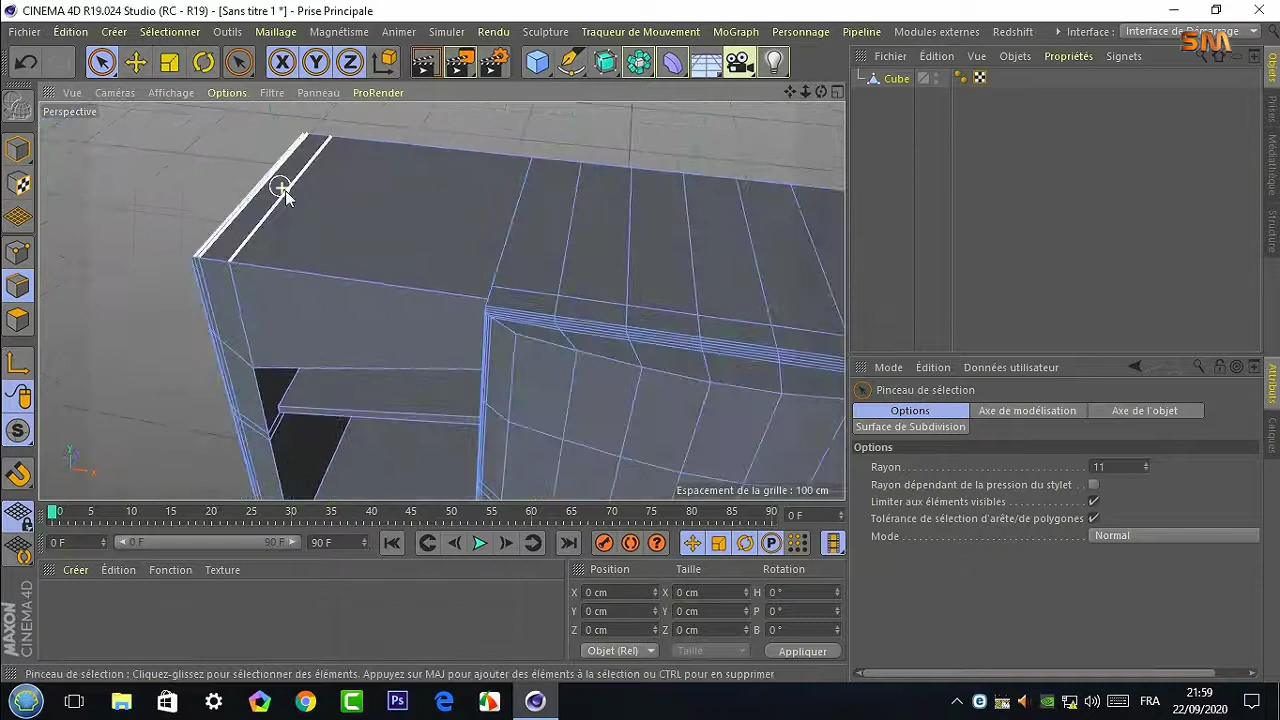 CINEMA 4D R19.024 Studio (RC - R19) - [Sans titre 1 *] - Prise Principale
Fichier Édition Créer Sélectionner Outils Maillage Magnétisme Animer Simuler Rendu Sculpture Traqueur de Mouvement MoGraph Personnage Pipeline Modules externes Redshift Interface : Interface de Démarrage
SM
X Y Z
Fichier Édition Vue Objets Propriétés Signets
Cube
Vue Caméras Affichage Options Filtre Panneau ProRender
Perspective
Objets
Prises
Structure
Espacement de la grille : 100 cm
Mode Édition Données utilisateur
Pinceau de sélection
Options Axe de modélisation Axe de l'objet
Surface de Subdivision
Options
Rayon 11
Rayon dépendant de la pression du stylet
Limiter aux éléments visibles
Tolérance de sélection d'arête/de polygones
Mode Normal
Attributs
Calques
0 5 10 15 20 25 30 35 40 45 50 55 60 65 70 75 80 85 90 0 F
0 F 0 F 90 F 90 F
Créer Édition Fonction Texture
Position Taille Rotation
X 0 cm X 0 cm H 0 °
Y 0 cm Y 0 cm P 0 °
Z 0 cm Z 0 cm B 0 °
Objet (Rel) Taille Appliquer
MAXON
CINEMA 4D
Pinceau de sélection : Cliquez-glissez pour sélectionner des éléments. Appuyez sur MAJ pour ajouter des éléments à la sélection ou CTRL pour en supprimer
FRA
21:59
22/09/2020